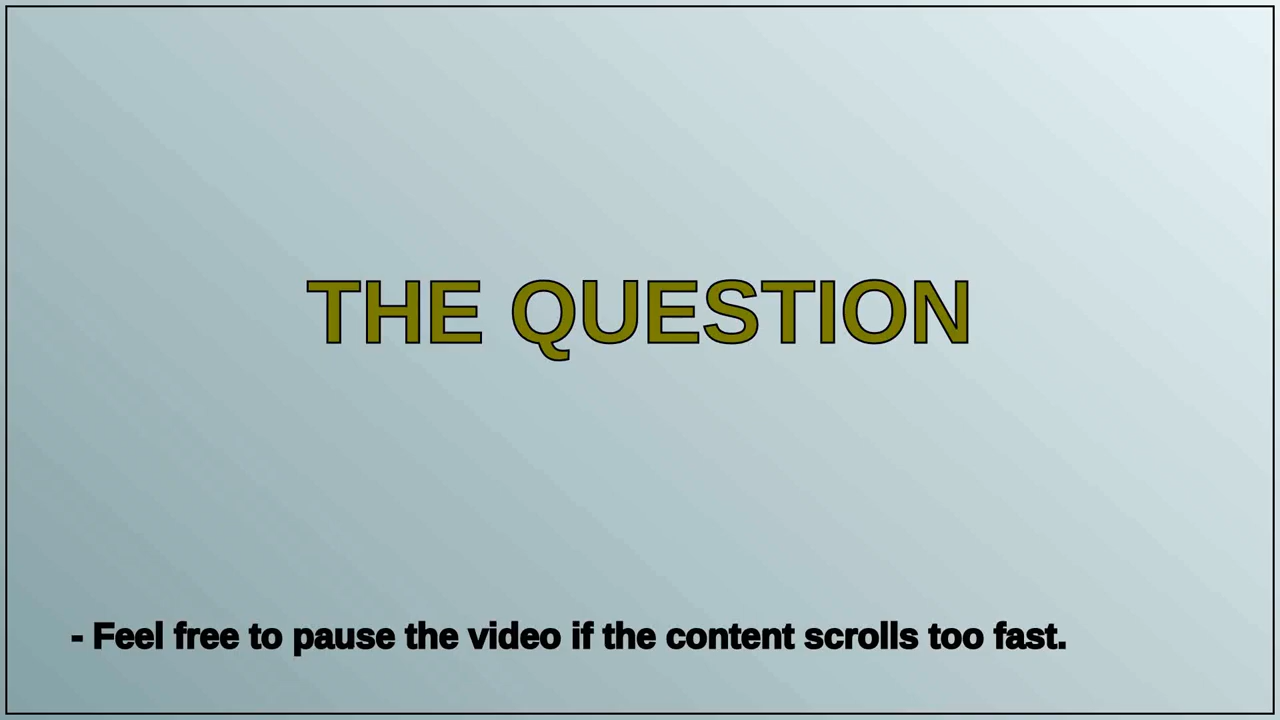 THE QUESTION
- Feel free to pause the video if the content scrolls too fast.